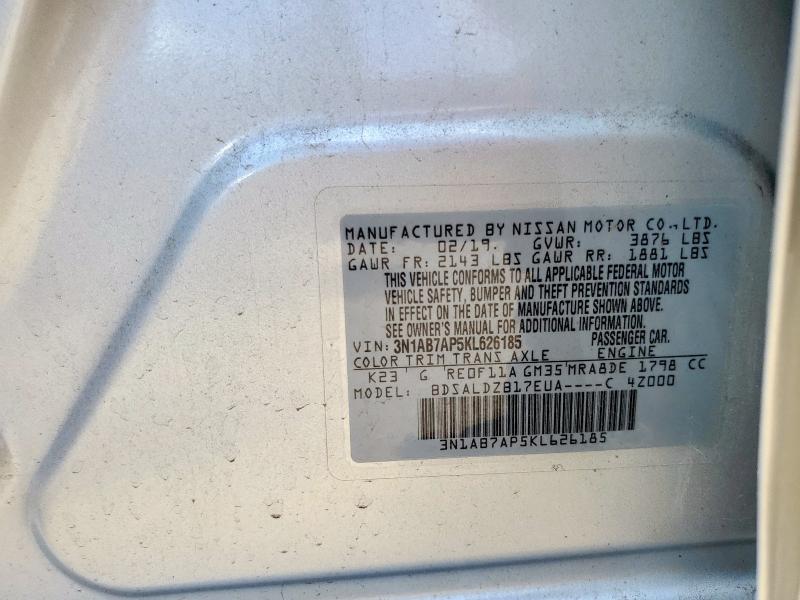 MANUFACTURED BY NISSAN MOTOR CO., LTD.
DATE: 02/19. GVWR: 3876 LBS
GAWR FR: 2143 LBS GAWR RR: 1881 LBS
THIS VEHICLE CONFORMS TO ALL APPLICABLE FEDERAL MOTOR
VEHICLE SAFETY, BUMPER AND THEFT PREVENTION STANDARDS
IN EFFECT ON THE DATE OF MANUFACTURE SHOWN ABOVE.
SEE OWNER'S MANUAL FOR ADDITIONAL INFORMATION.
VIN: 3N1AB7AP5KL626185 PASSENGER CAR.
COLOR TRIM TRANS AXLE ENGINE
K23 G RE0F11A GM35 MRA8DE 1798 CC
MODEL: BDSALDZB17EUA----C 4Z000
3N1AB7AP5KL626185